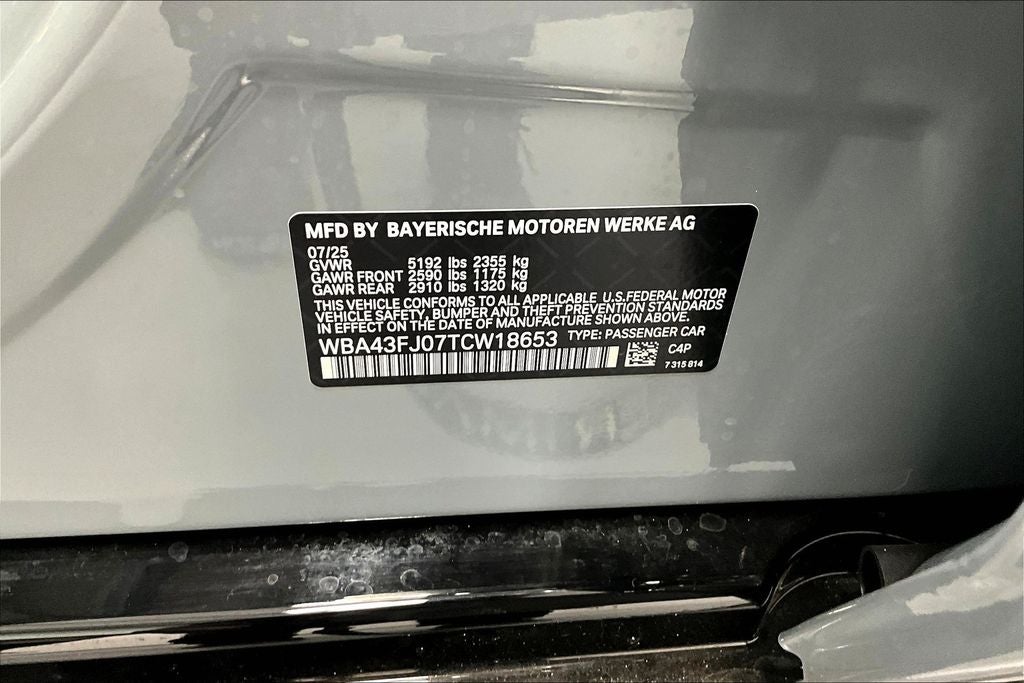 MFD BY BAYERISCHE MOTOREN WERKE AG
07/25
GVWR 5192 lbs 2355 kg
GAWR FRONT 2590 lbs 1175 kg
GAWR REAR 2910 lbs 1320 kg
THIS VEHICLE CONFORMS TO ALL APPLICABLE U.S.FEDERAL MOTOR
VEHICLE SAFETY, BUMPER AND THEFT PREVENTION STANDARDS
IN EFFECT ON THE DATE OF MANUFACTURE SHOWN ABOVE.
WBA43FJ07TCW18653 TYPE: PASSENGER CAR
C4P
7 315 814